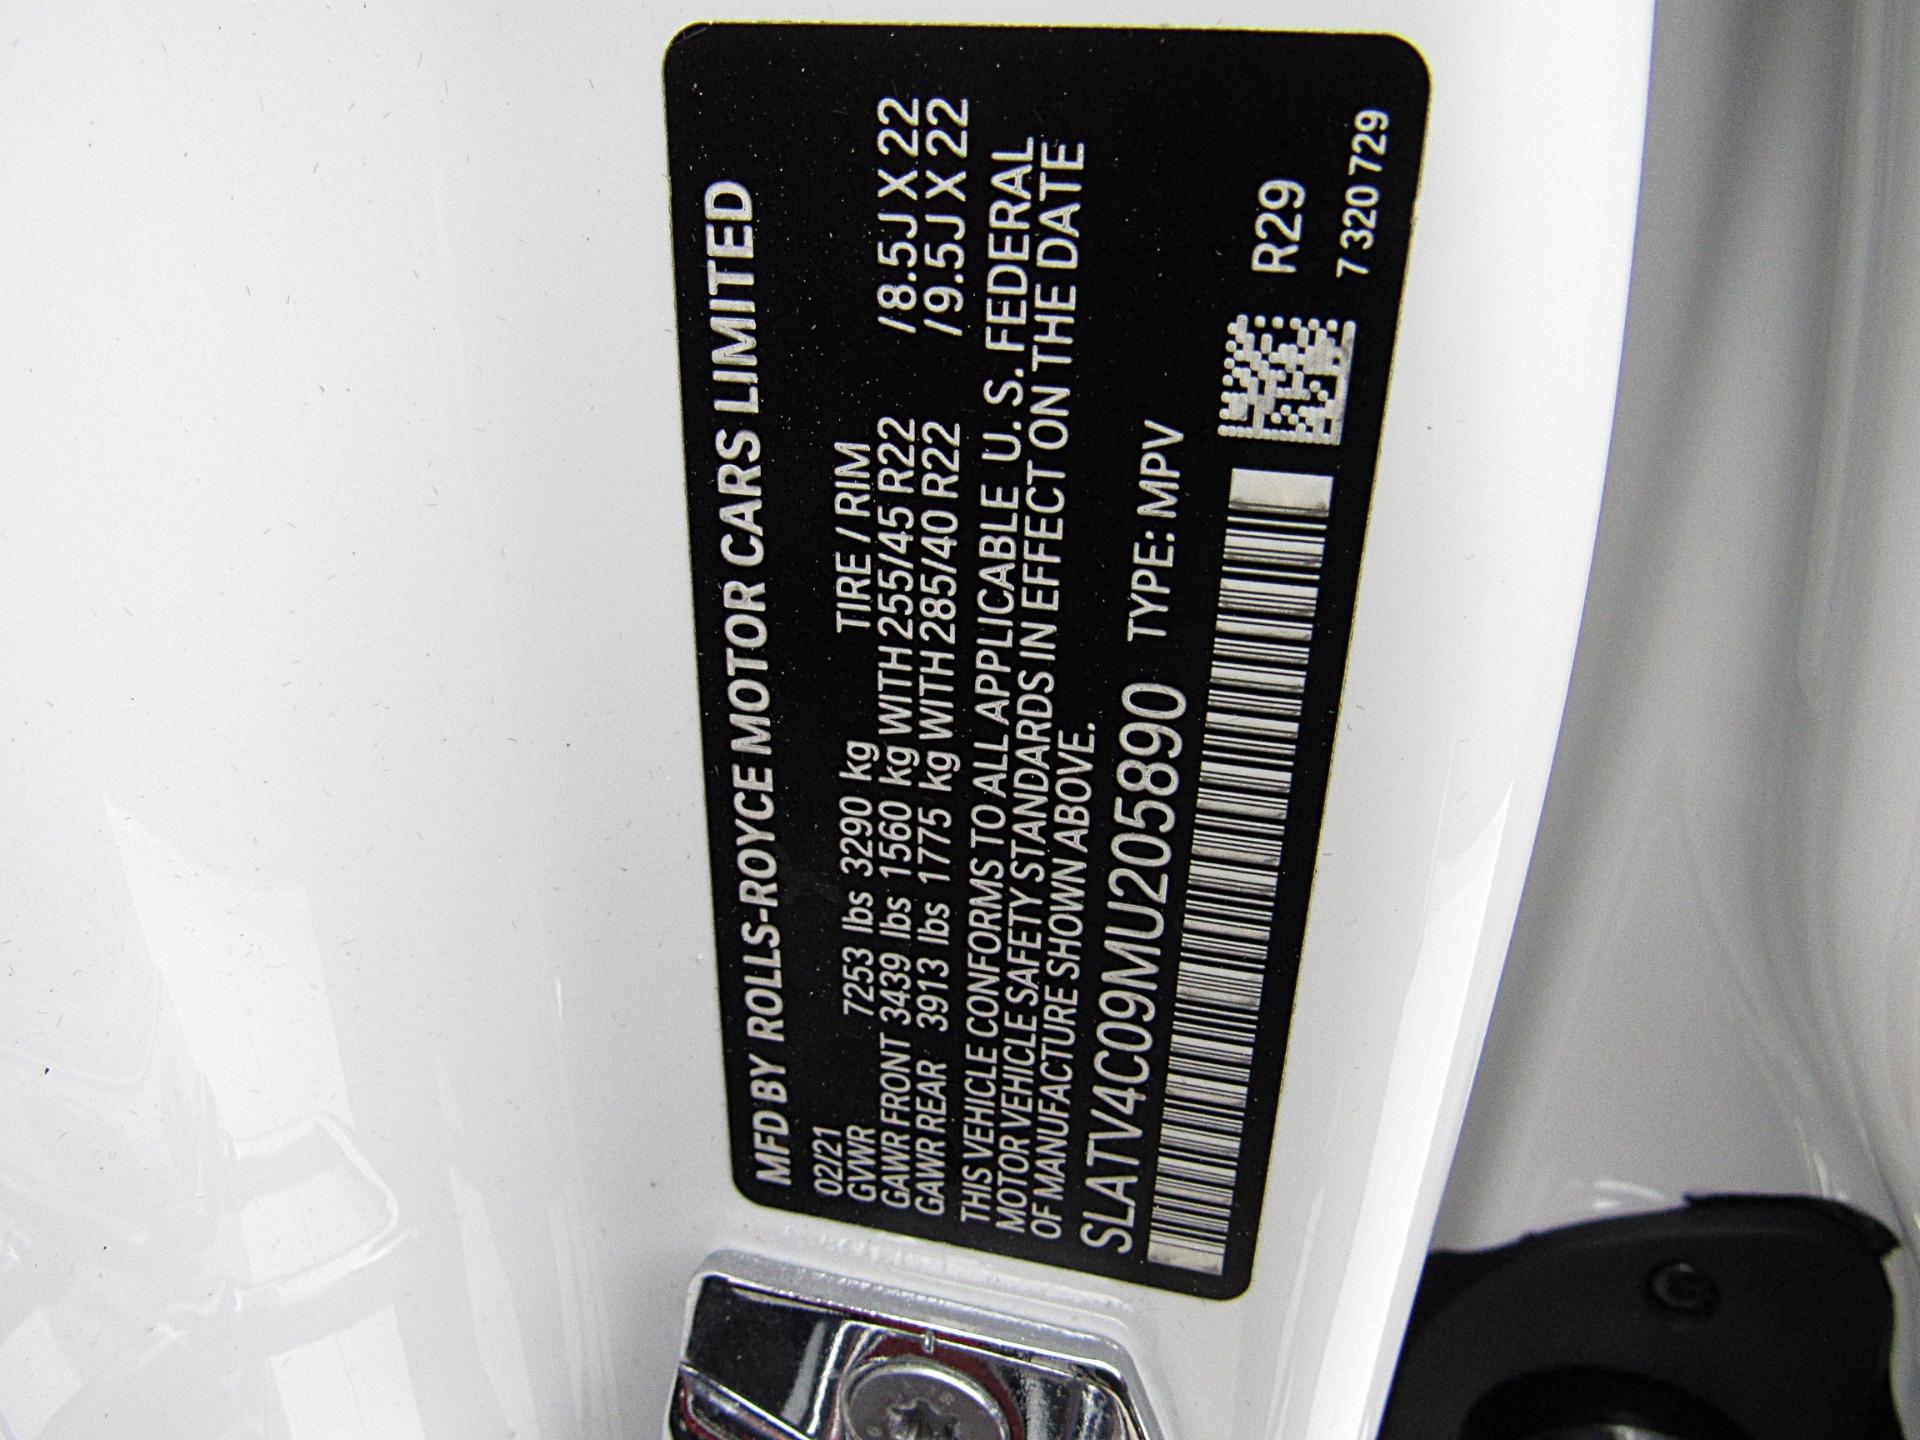 MFD BY ROLLS-ROYCE MOTOR CARS LIMITED
02/21
GVWR 7253 lbs 3290 kg TIRE / RIM
GAWR FRONT 3439 lbs 1560 kg WITH 255/45 R22 /8.5J X 22
GAWR REAR 3913 lbs 1775 kg WITH 285/40 R22 /9.5J X 22
THIS VEHICLE CONFORMS TO ALL APPLICABLE U.S. FEDERAL
MOTOR VEHICLE SAFETY STANDARDS IN EFFECT ON THE DATE
OF MANUFACTURE SHOWN ABOVE.
SLATV4C09MU205890 TYPE: MPV
R29
7 320 729